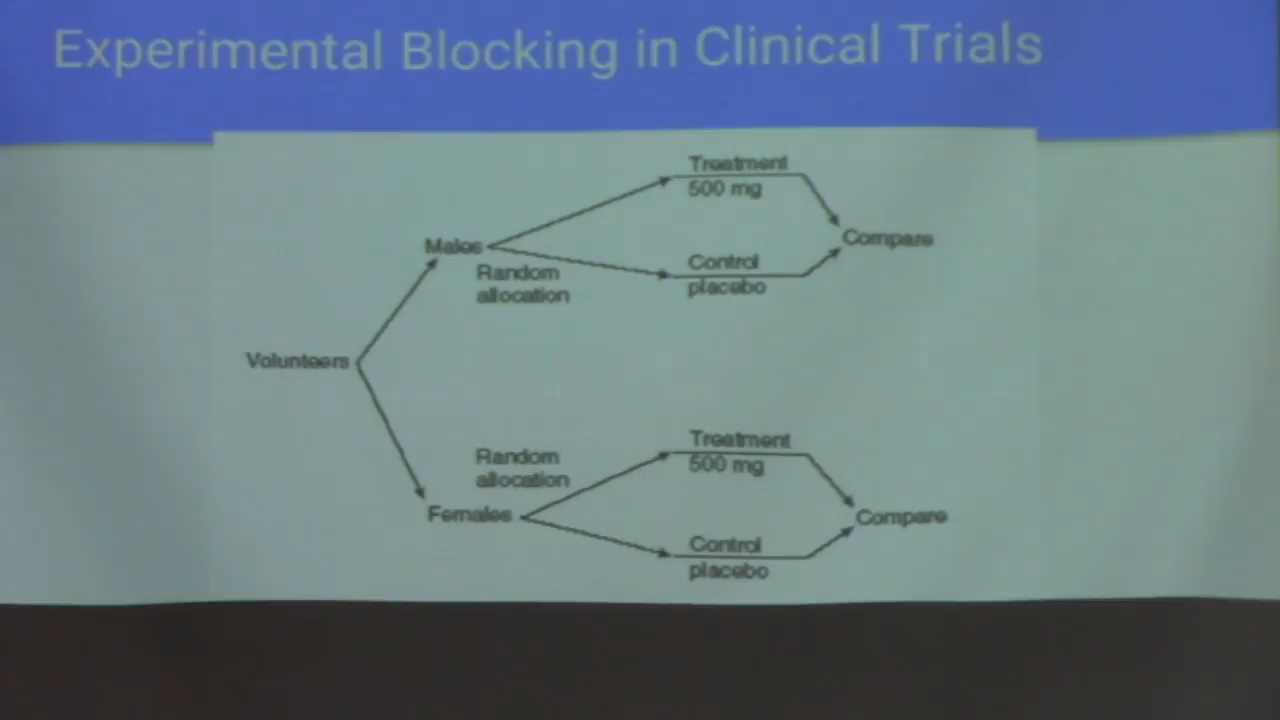 Experimental Blocking in Clinical Trials
Treatment
500 mg
Males
Compare
Random
allocation
Control
placebo
Volunteers
Random
allocation
Treatment
500 mg
Females
Compare
Control
placebo